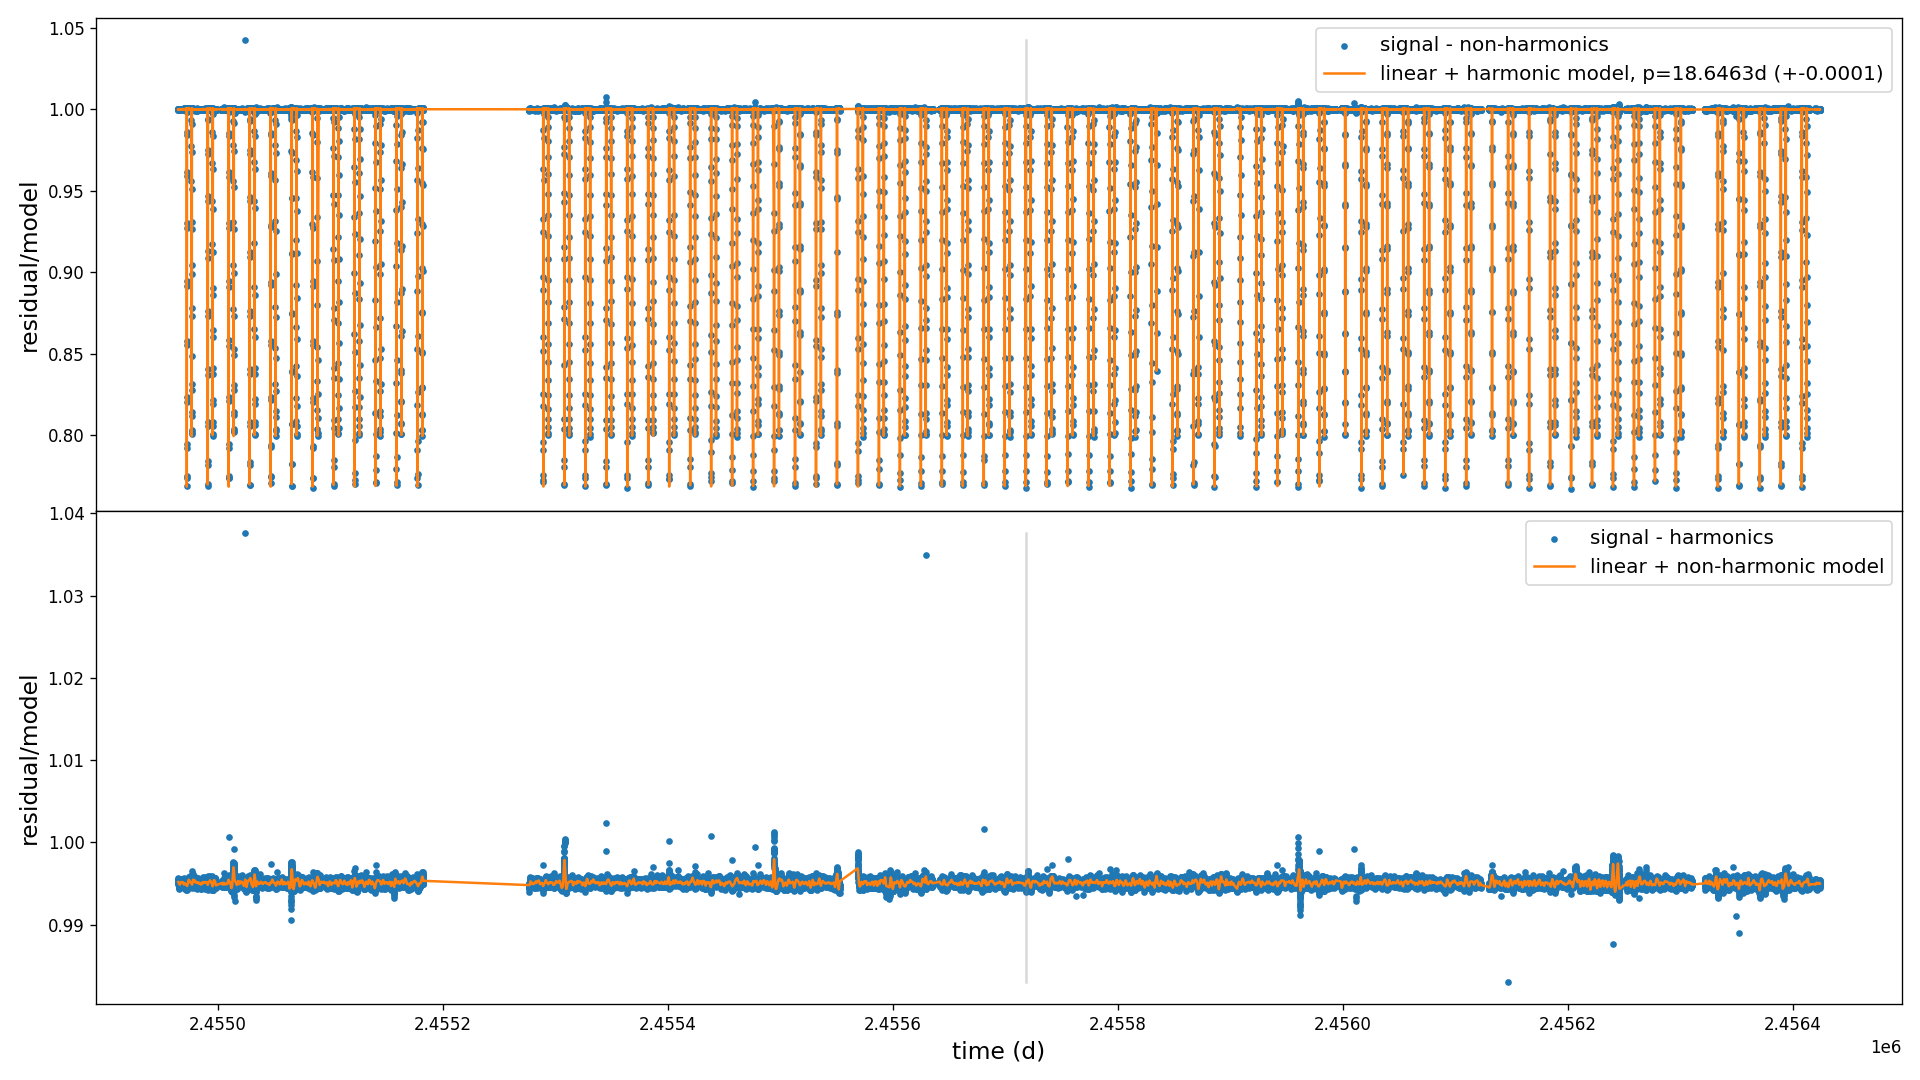 1.05
signal - non-harmonics
linear + harmonic model, p=18.6463d (+-0.0001)
1.00
0.95
0.90
0.85
0.80
residual/model
1.04
signal - harmonics
linear + non-harmonic model
1.03
1.02
1.01
1.00
0.99
residual/model
2.4550 2.4552 2.4554 2.4556 2.4558 2.4560 2.4562 2.4564
time (d)
1e6